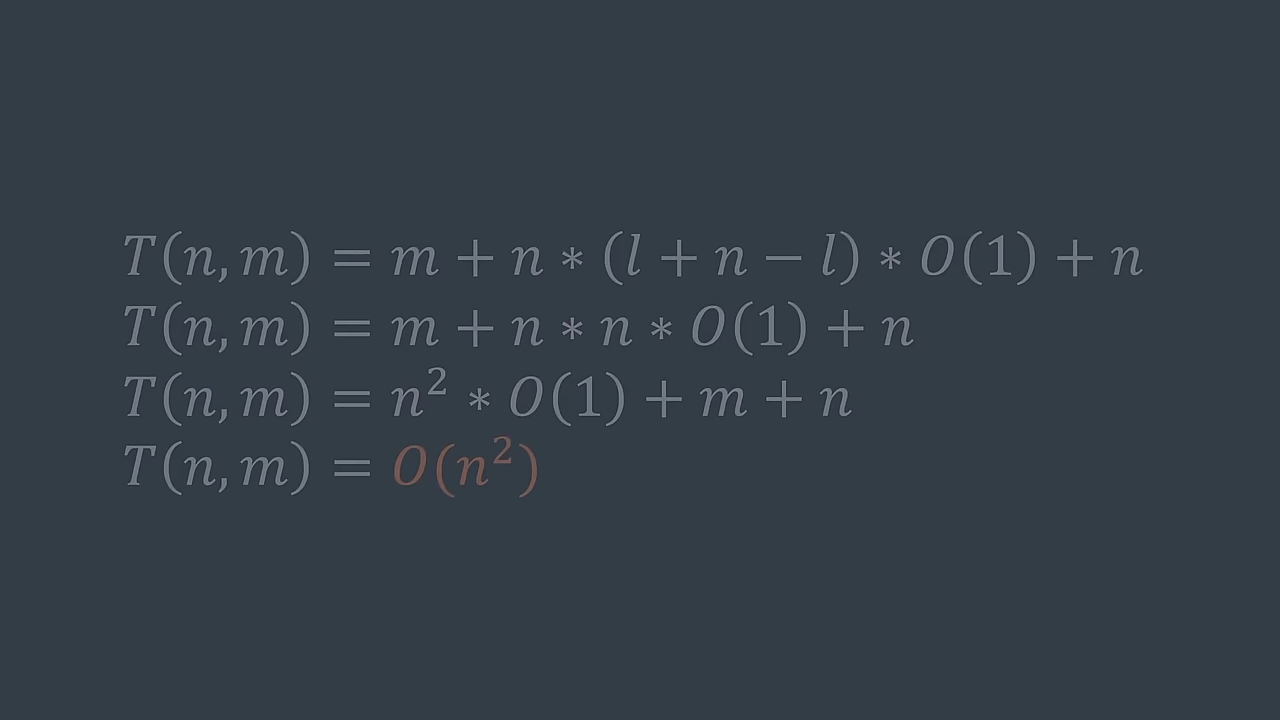 T(n, m) = m + n * (l + n − l) * O(1) + n
T(n, m) = m + n * n * O(1) + n
T(n, m) = n² * O(1) + m + n
T(n, m) = O(n²)